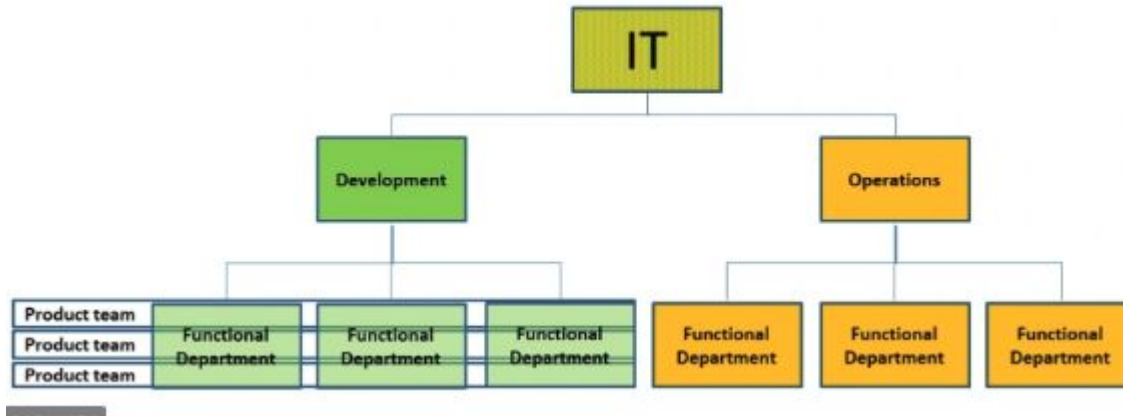 IT
Development
Operations
Product team
Product team
Product team
Functional
Department
Functional
Department
Functional
Department
Functional
Department
Functional
Department
Functional
Department